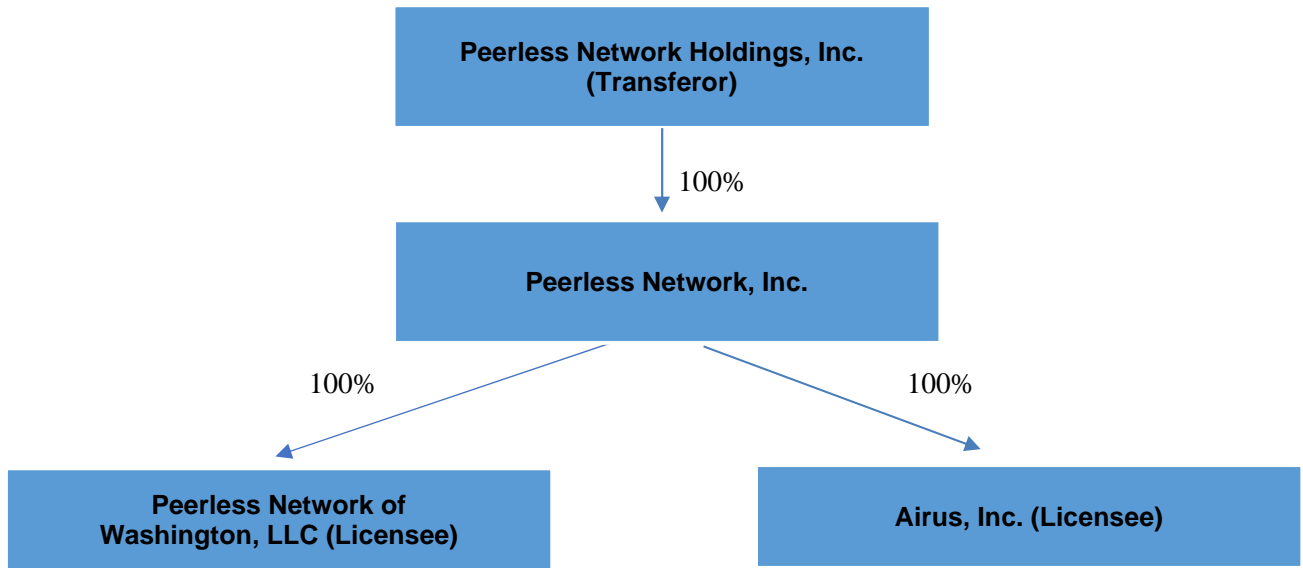 Peerless Network Holdings, Inc.
(Transferor)
100%
Peerless Network, Inc.
100%
100%
Peerless Network of
Washington, LLC (Licensee)
Airus, Inc. (Licensee)